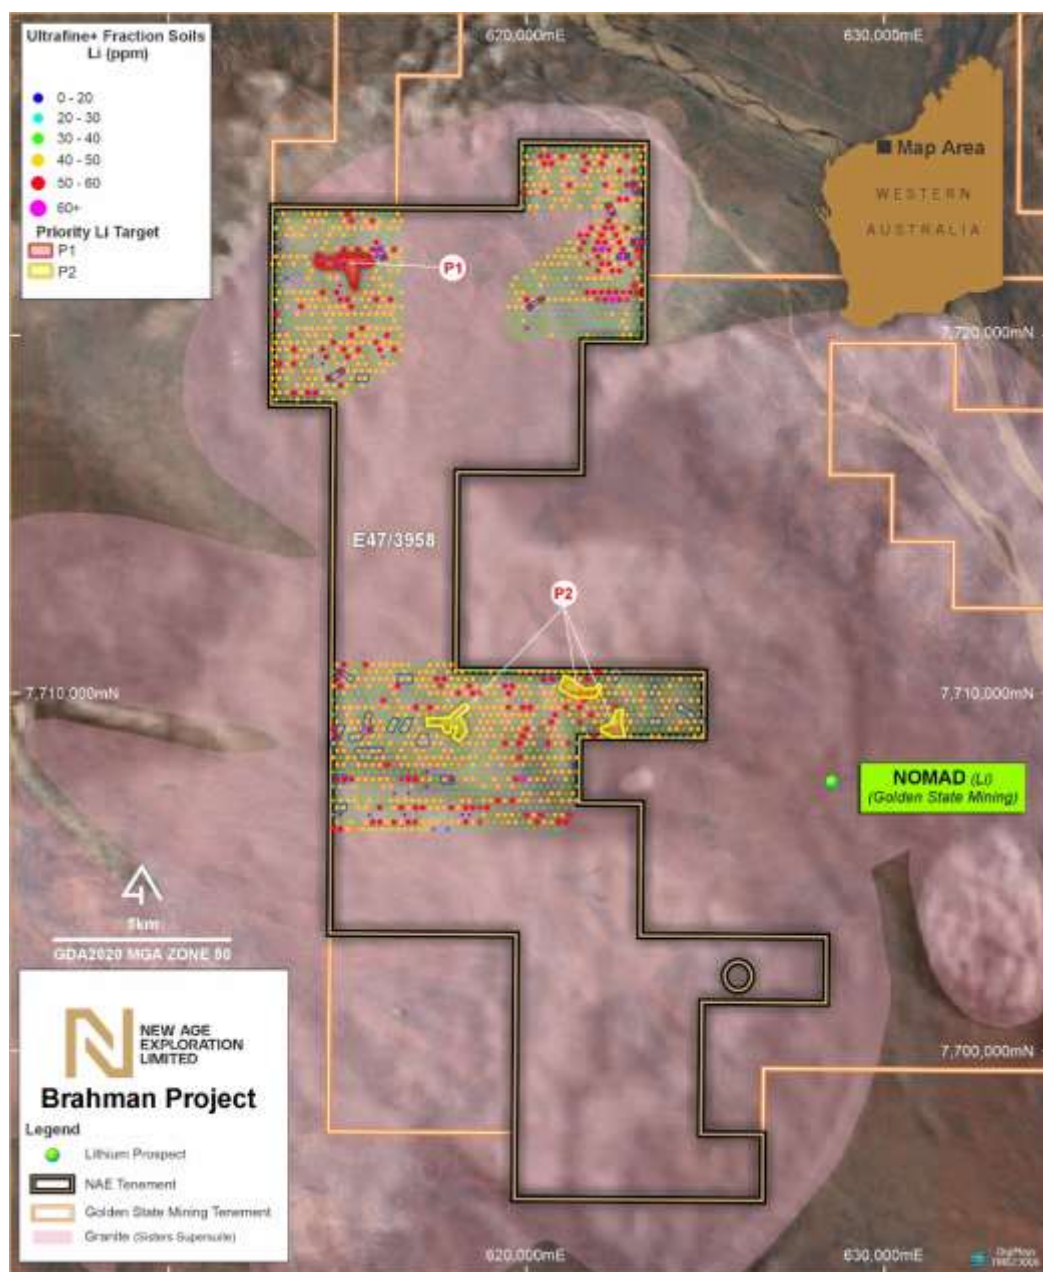 Ultrafine+ Fraction Soils
Li (ppm)
0 - 20
20 - 30
30 - 40
40 - 50
50 - 60
60+
Priority Li Target
P1
P2
620,000mE
630,000mE
Map Area
WESTERN
AUSTRALIA
P1
7,720,000mN
E47/3958
P2
7,710,000mN
7,710,000mN
NOMAD (Li)
(Golden State Mining)
5km
GDA2020 MGA ZONE 50
7,700,000mN
N
NEW AGE
EXPLORATION
LIMITED
Brahman Project
Legend
Lithium Prospect
NAE Tenement
Golden State Mining Tenement
Granite (Sisters Supersuite)
620,000mE
630,000mE